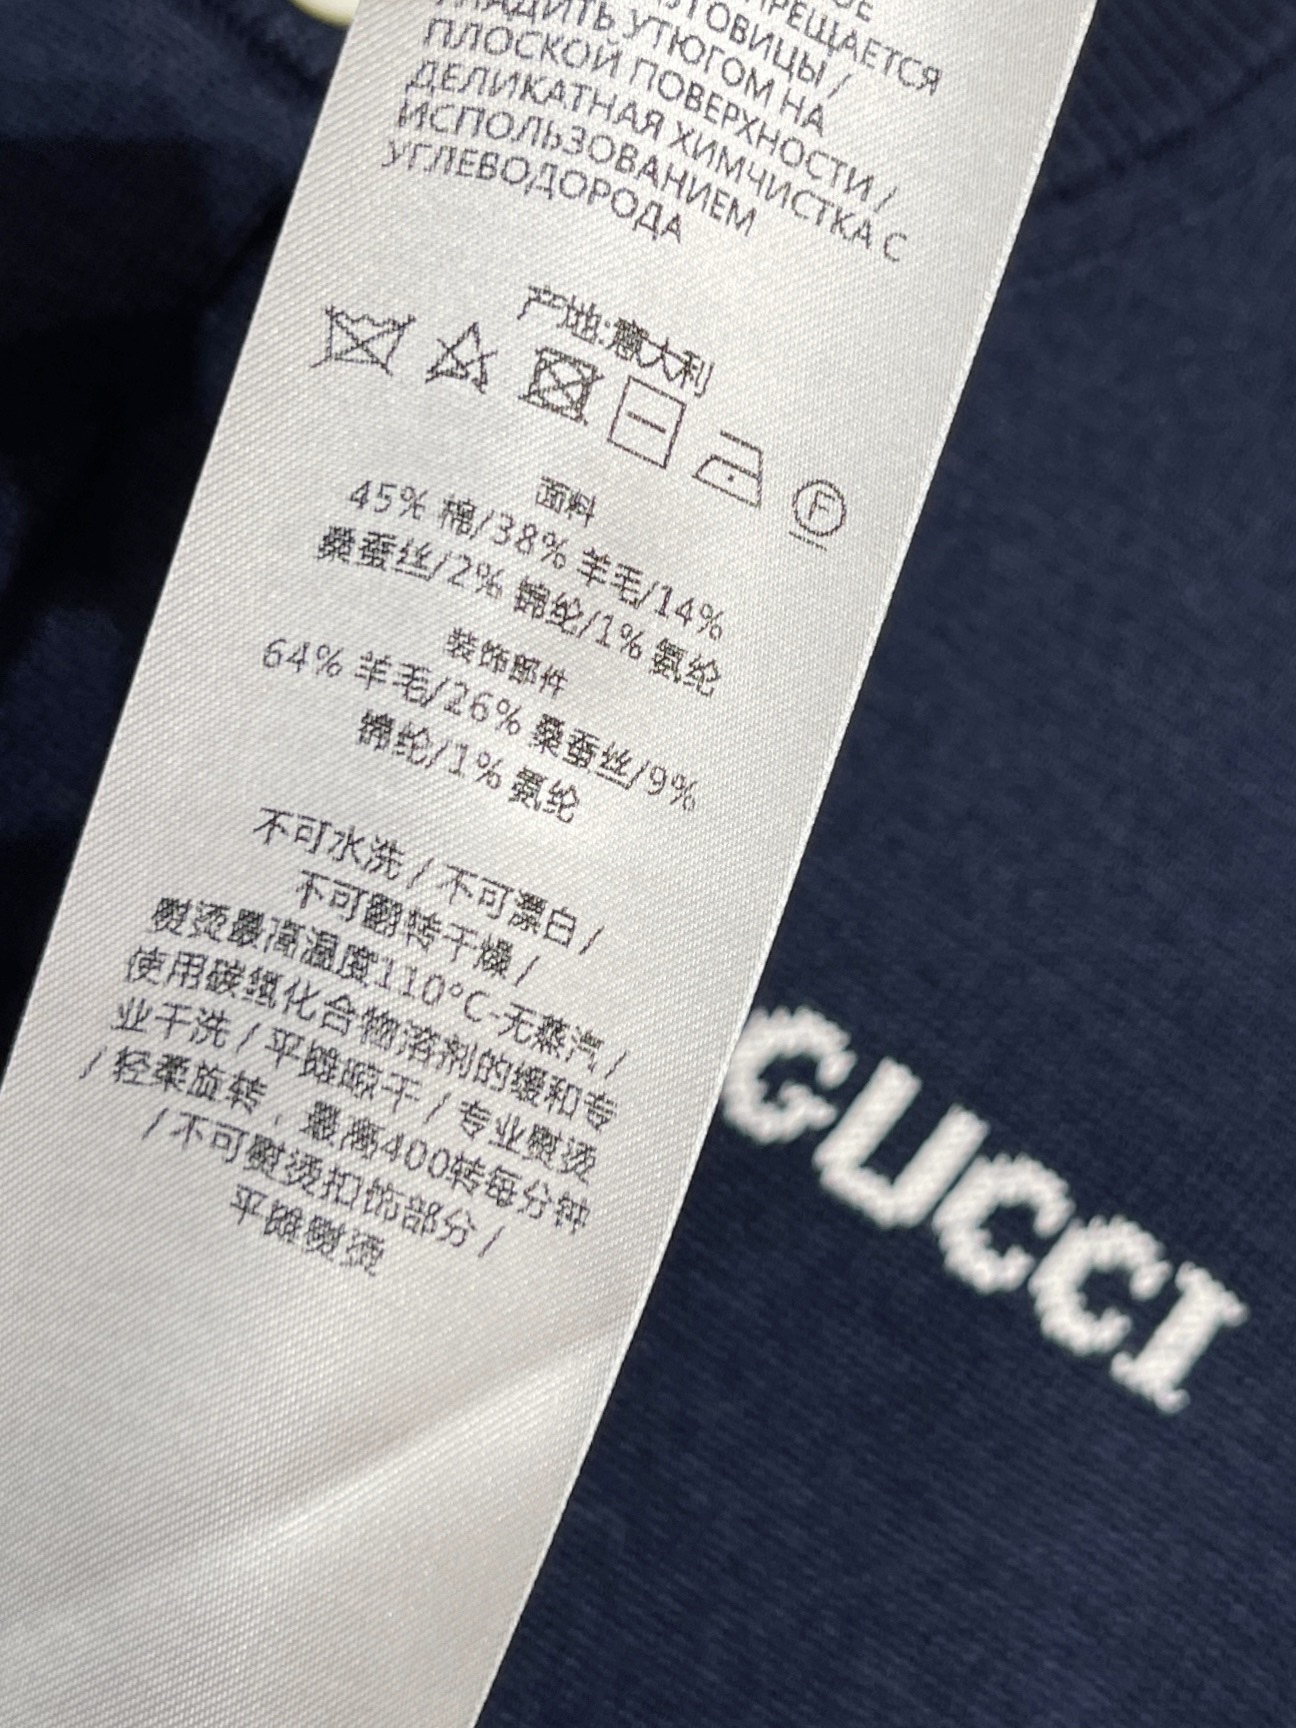 ПРЕЩАЕТСЯ
ГЛАДИТЬ УТЮГОМ НА
ПЛОСКОЙ ПОВЕРХНОСТИ /
ДЕЛИКАТНАЯ ХИМЧИСТКА С
ИСПОЛЬЗОВАНИЕМ
УГЛЕВОДОРОДА
产地:意大利
F
面料
45% 棉/38% 羊毛/14%
桑蚕丝/2% 锦纶/1% 氨纶
装饰部件
64% 羊毛/26% 桑蚕丝/9%
锦纶/1% 氨纶
不可水洗 / 不可漂白 /
不可翻转干燥 /
熨烫最高温度110°C-无蒸汽 /
使用碳氢化合物溶剂的缓和专
业干洗 / 平摊晾干 / 专业熨烫
/ 轻柔旋转，最高400转每分钟
/ 不可熨烫扣饰部分 /
平摊熨烫
GUCCI